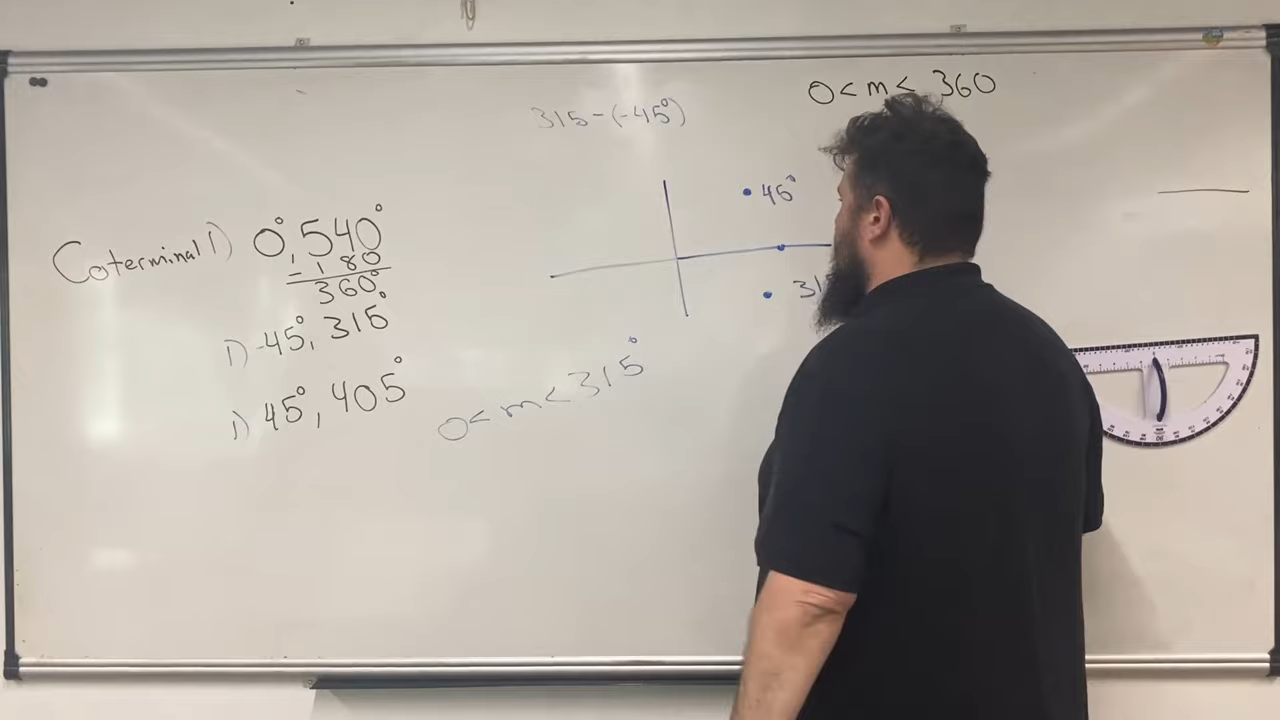 0 < m < 360
315 - (-45°)
• 45°
Coterminal 1) 0°, 540°
- 180
360°
1) -45°, 315°
1) 45°, 405°
0 < m < 315°